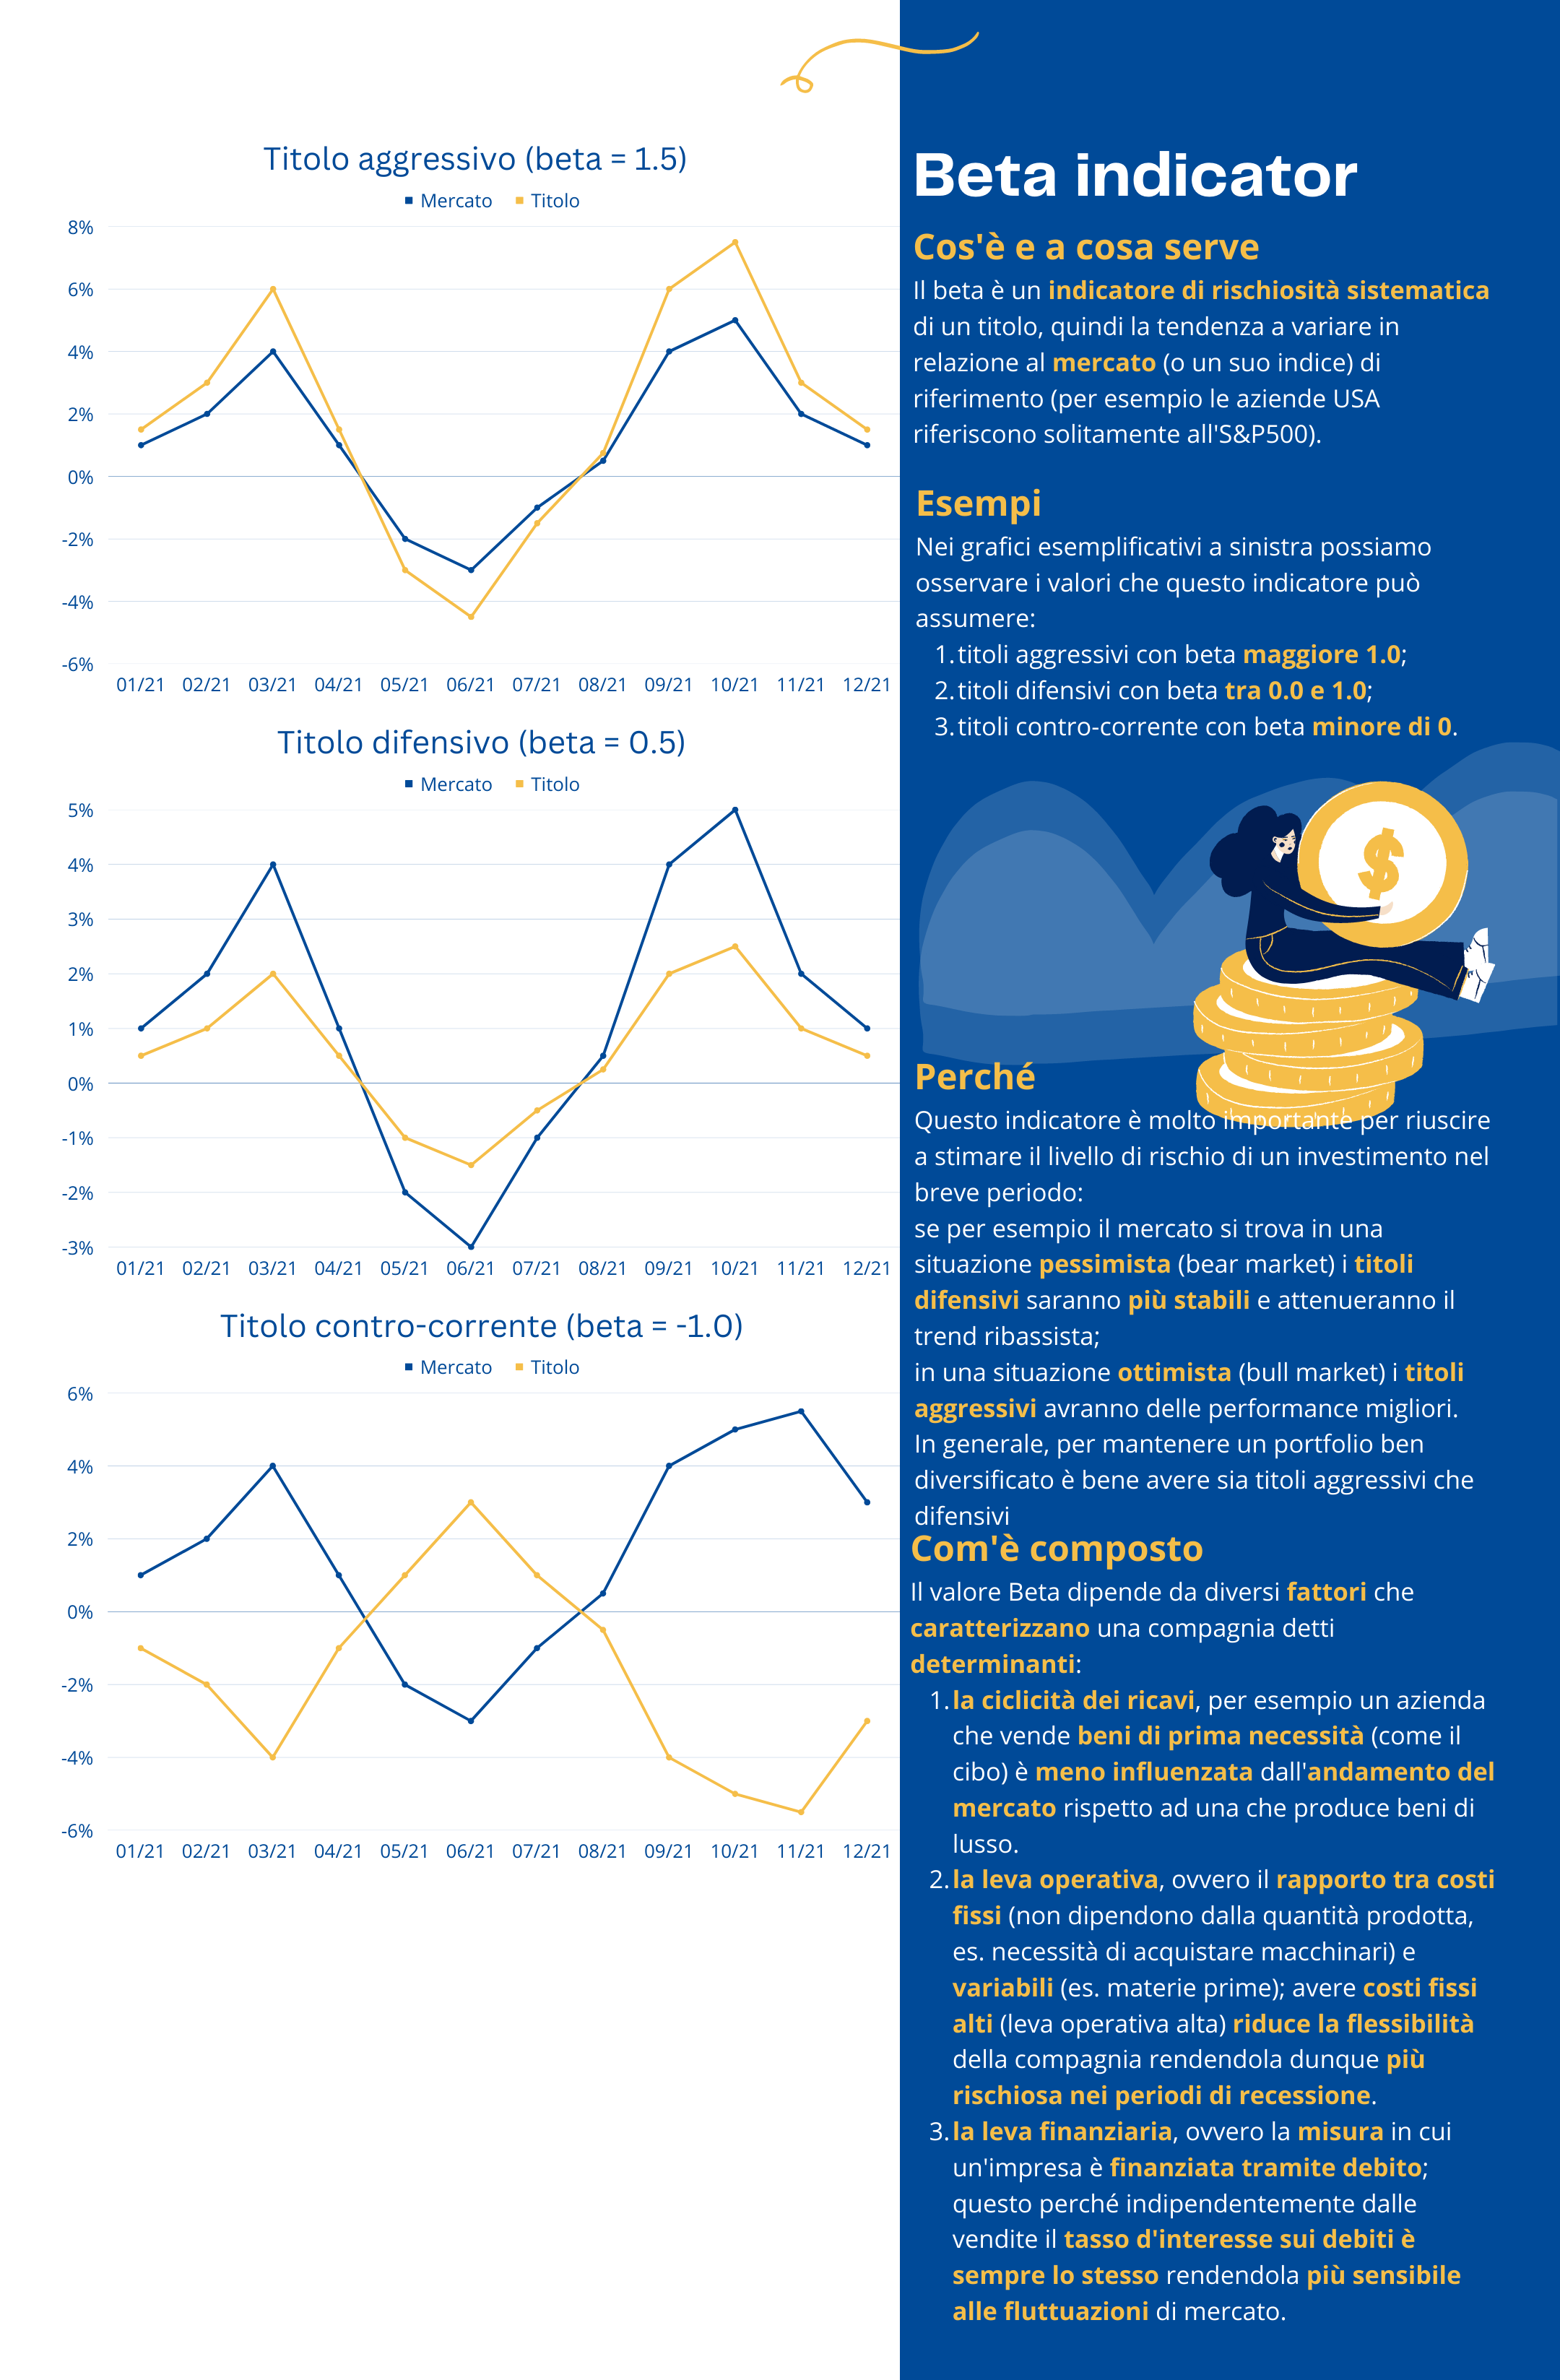 Titolo aggressivo (beta = 1.5)
Mercato Titolo
8%
6%
4%
2%
0%
-2%
-4%
-6%
01/21 02/21 03/21 04/21 05/21 06/21 07/21 08/21 09/21 10/21 11/21 12/21
Titolo difensivo (beta = 0.5)
Mercato Titolo
5%
4%
3%
2%
1%
0%
-1%
-2%
-3%
01/21 02/21 03/21 04/21 05/21 06/21 07/21 08/21 09/21 10/21 11/21 12/21
Titolo contro-corrente (beta = -1.0)
Mercato Titolo
6%
4%
2%
0%
-2%
-4%
-6%
01/21 02/21 03/21 04/21 05/21 06/21 07/21 08/21 09/21 10/21 11/21 12/21
Beta indicator
Cos'è e a cosa serve
Il beta è un indicatore di rischiosità sistematica
di un titolo, quindi la tendenza a variare in
relazione al mercato (o un suo indice) di
riferimento (per esempio le aziende USA
riferiscono solitamente all'S&P500).
Esempi
Nei grafici esemplificativi a sinistra possiamo
osservare i valori che questo indicatore può
assumere:
1. titoli aggressivi con beta maggiore 1.0;
2. titoli difensivi con beta tra 0.0 e 1.0;
3. titoli contro-corrente con beta minore di 0.
$
Perché
Questo indicatore è molto importante per riuscire
a stimare il livello di rischio di un investimento nel
breve periodo:
se per esempio il mercato si trova in una
situazione pessimista (bear market) i titoli
difensivi saranno più stabili e attenueranno il
trend ribassista;
in una situazione ottimista (bull market) i titoli
aggressivi avranno delle performance migliori.
In generale, per mantenere un portfolio ben
diversificato è bene avere sia titoli aggressivi che
difensivi
Com'è composto
Il valore Beta dipende da diversi fattori che
caratterizzano una compagnia detti
determinanti:
1. la ciclicità dei ricavi, per esempio un azienda
che vende beni di prima necessità (come il
cibo) è meno influenzata dall'andamento del
mercato rispetto ad una che produce beni di
lusso.
2. la leva operativa, ovvero il rapporto tra costi
fissi (non dipendono dalla quantità prodotta,
es. necessità di acquistare macchinari) e
variabili (es. materie prime); avere costi fissi
alti (leva operativa alta) riduce la flessibilità
della compagnia rendendola dunque più
rischiosa nei periodi di recessione.
3. la leva finanziaria, ovvero la misura in cui
un'impresa è finanziata tramite debito;
questo perché indipendentemente dalle
vendite il tasso d'interesse sui debiti è
sempre lo stesso rendendola più sensibile
alle fluttuazioni di mercato.